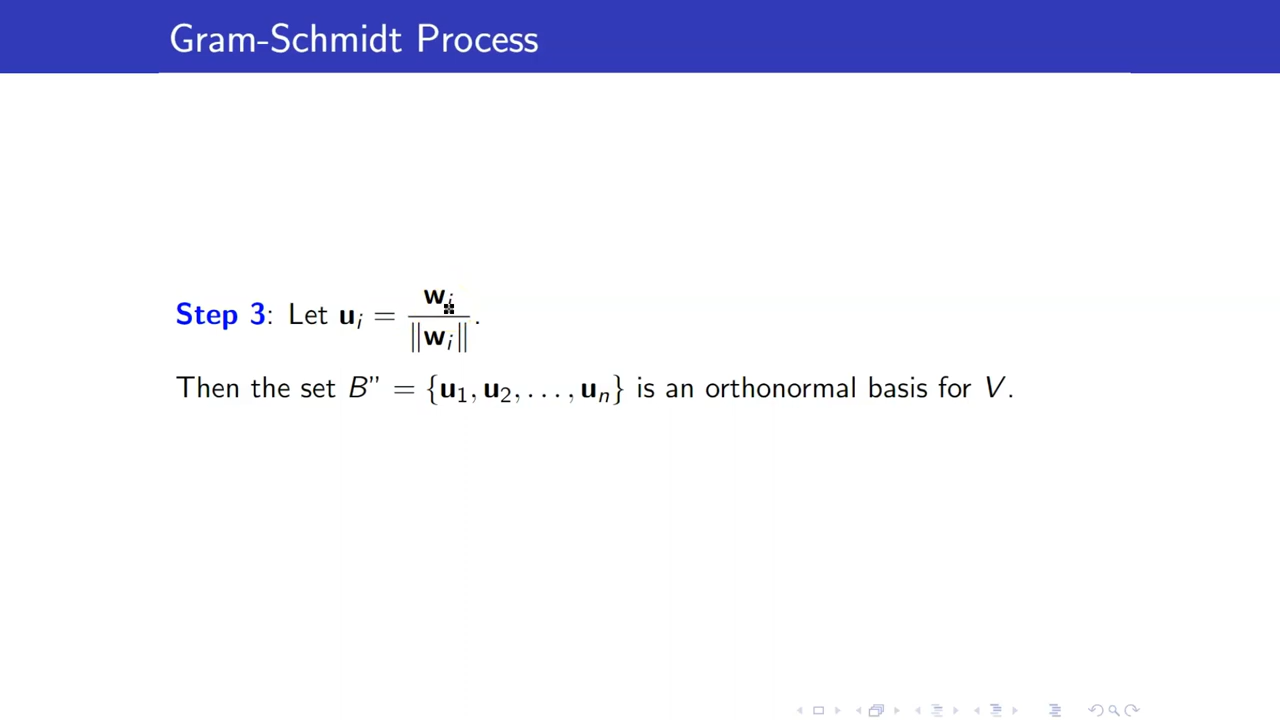 Gram-Schmidt Process
Step 3: Let u_i = w_i / ‖w_i‖.
Then the set B” = {u_1, u_2, . . . , u_n} is an orthonormal basis for V.